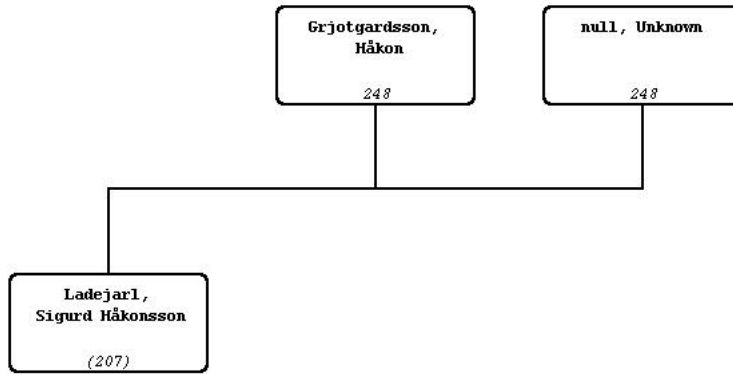 Grjotgardsson,
Håkon
248
null, Unknown
248
Ladejarl,
Sigurd Håkonsson
(207)